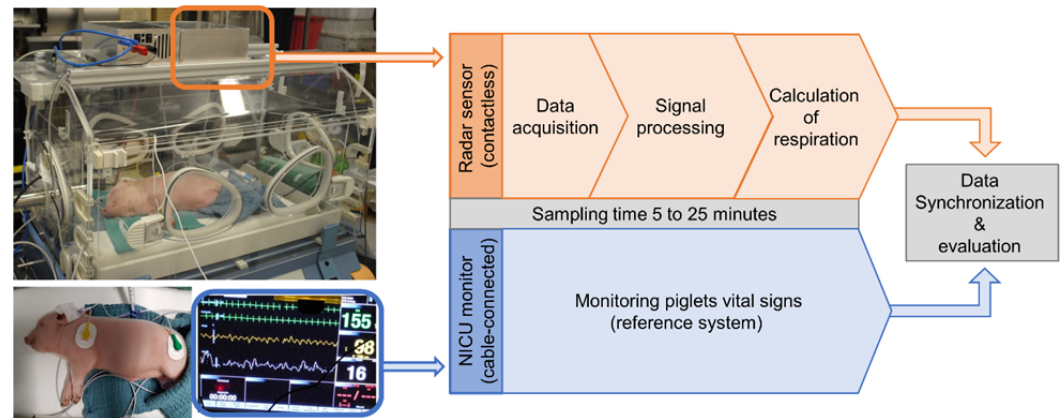 Radar sensor
(contactless)
Data
acquisition
Signal
processing
Calculation
of
respiration
Sampling time 5 to 25 minutes
NICU monitor
(cable-connected)
Monitoring piglets vital signs
(reference system)
Data
Synchronization
&
evaluation
155
98
16